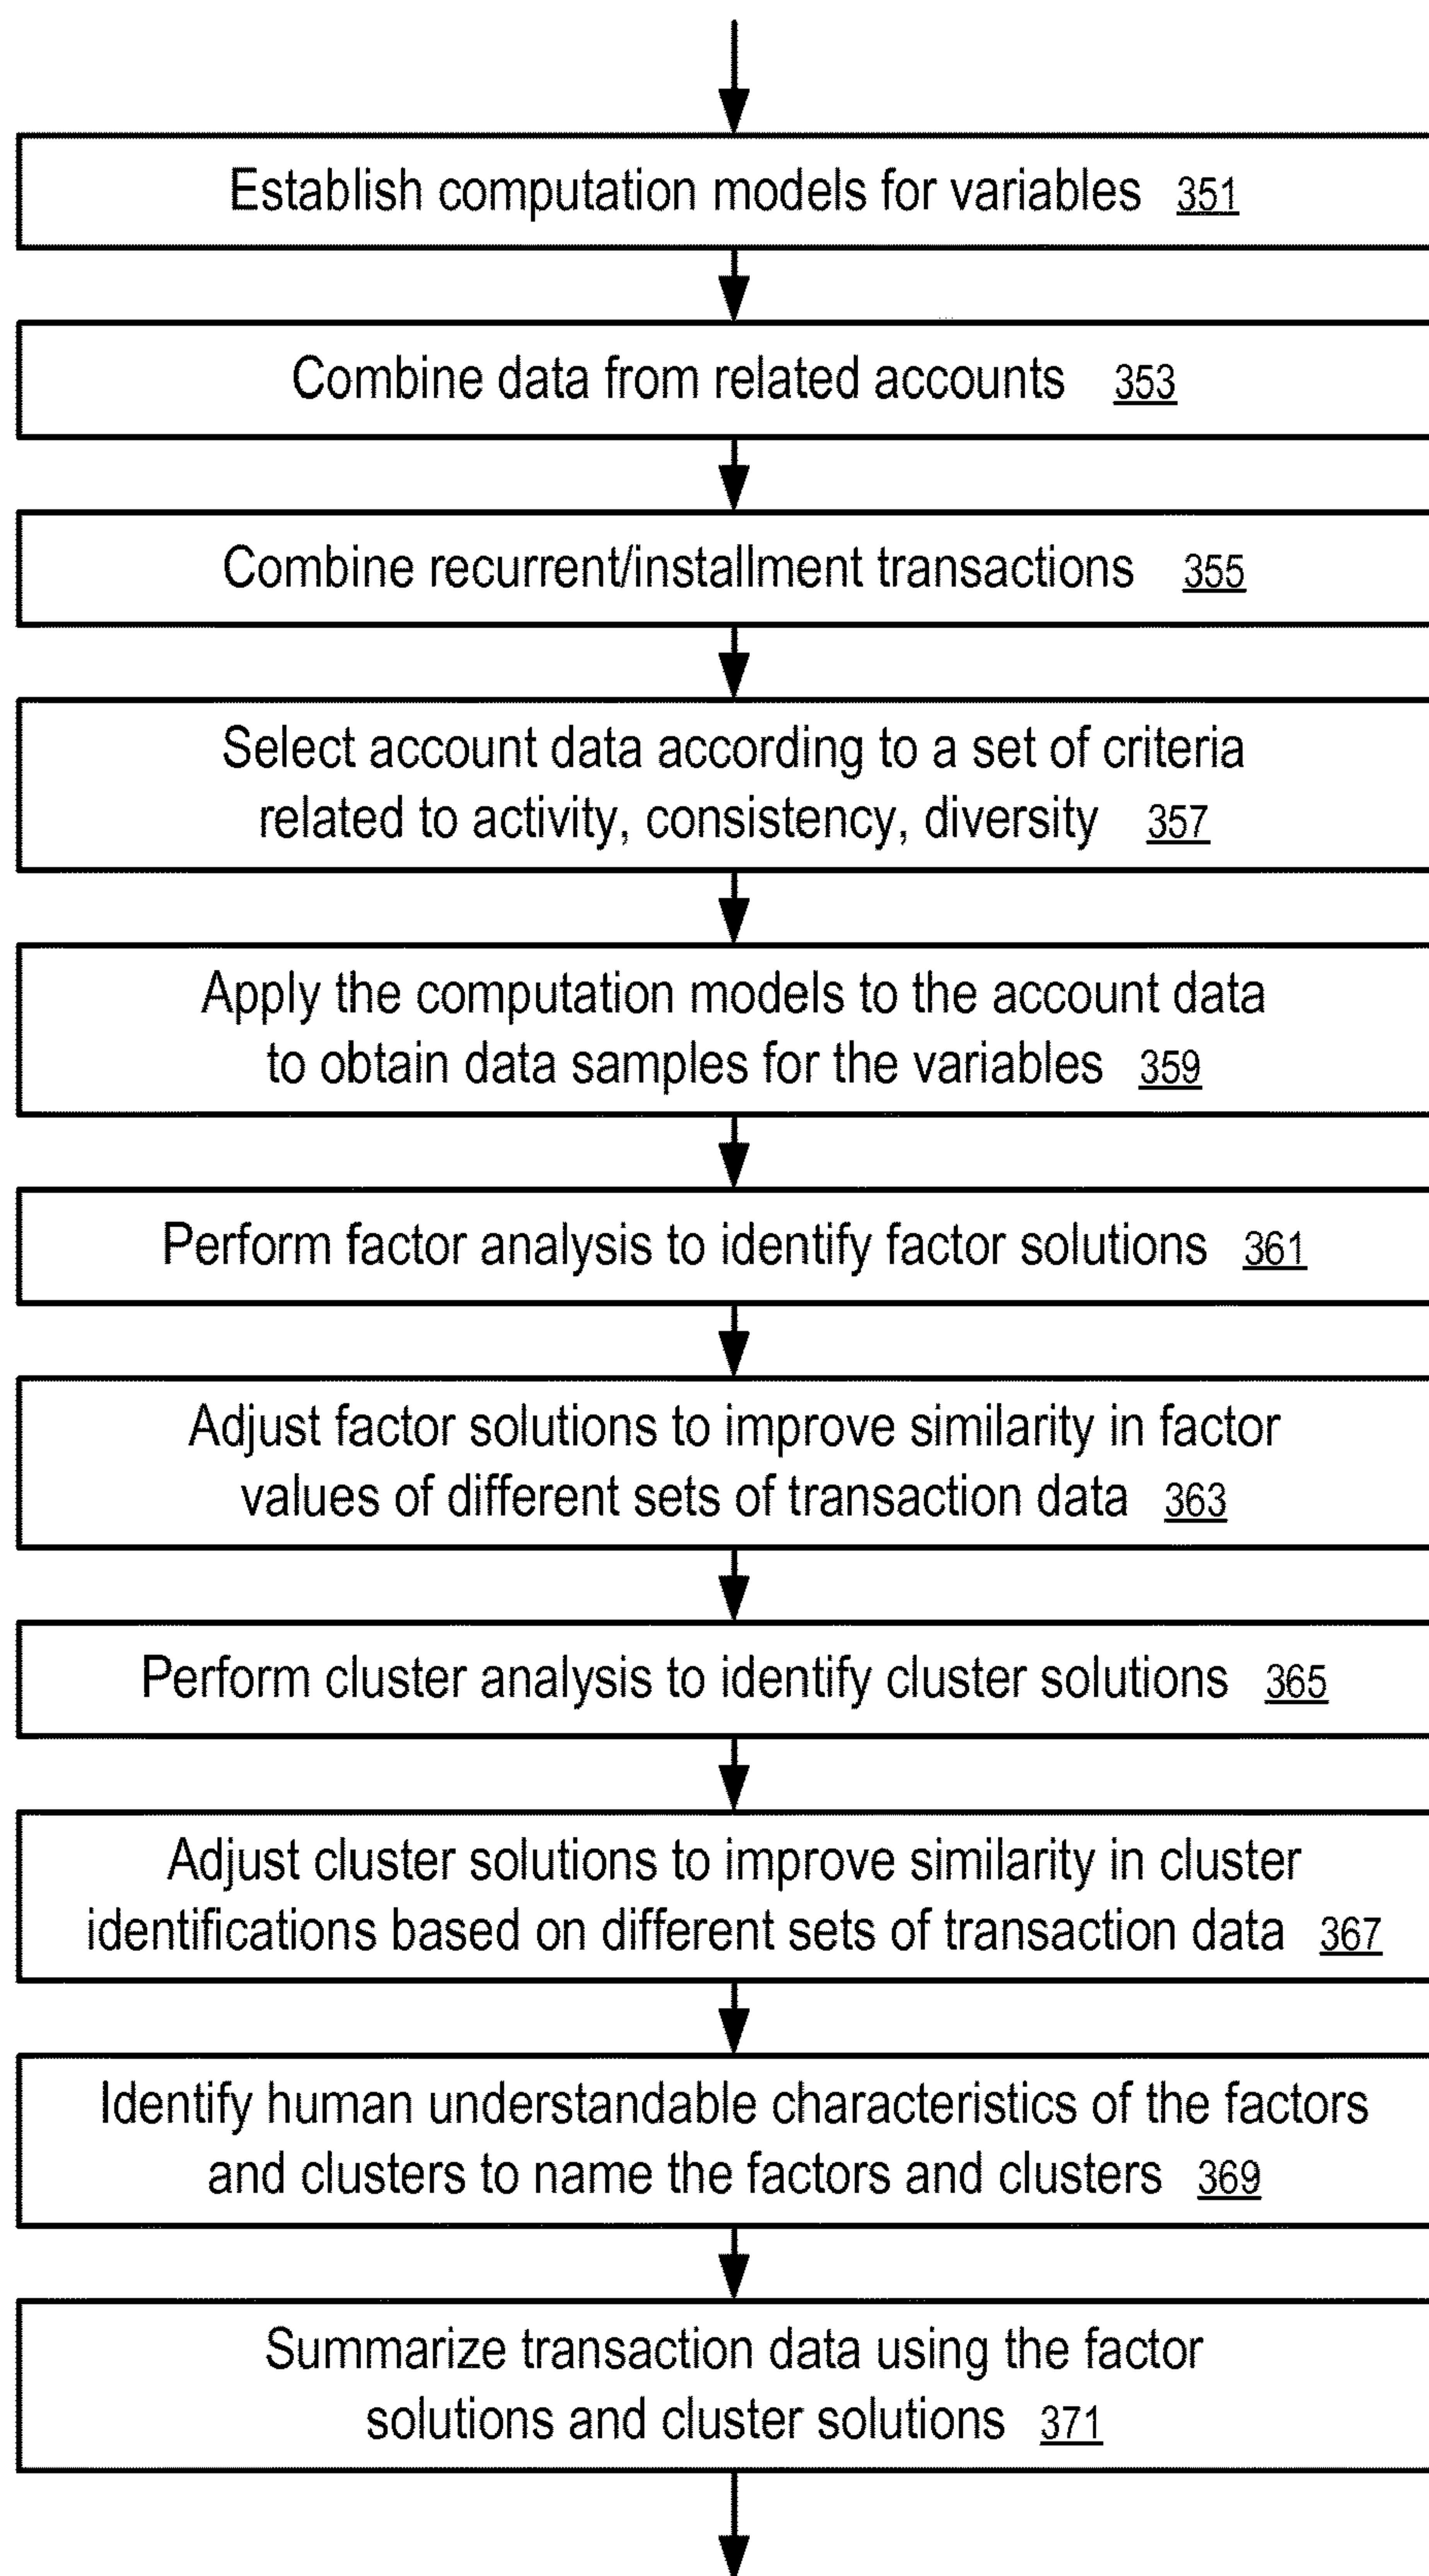 Establish computation models for variables 351
Combine data from related accounts 353
Combine recurrent/installment transactions 355
Select account data according to a set of criteria
related to activity, consistency, diversity 357
Apply the computation models to the account data
to obtain data samples for the variables 359
Perform factor analysis to identify factor solutions 361
Adjust factor solutions to improve similarity in factor
values of different sets of transaction data 363
Perform cluster analysis to identify cluster solutions 365
Adjust cluster solutions to improve similarity in cluster
identifications based on different sets of transaction data 367
Identify human understandable characteristics of the factors
and clusters to name the factors and clusters 369
Summarize transaction data using the factor
solutions and cluster solutions 371